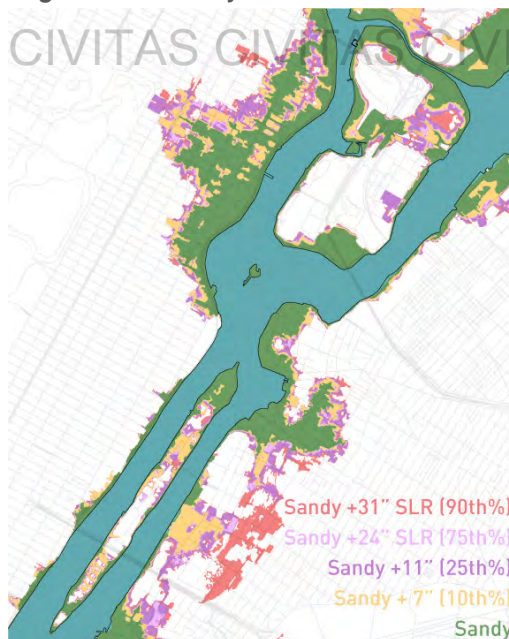 CIVITAS CIVITAS CIVI
Sandy +31" SLR (90th%)
Sandy +24" SLR (75th%)
Sandy +11" (25th%)
Sandy + 7" (10th%)
Sandy